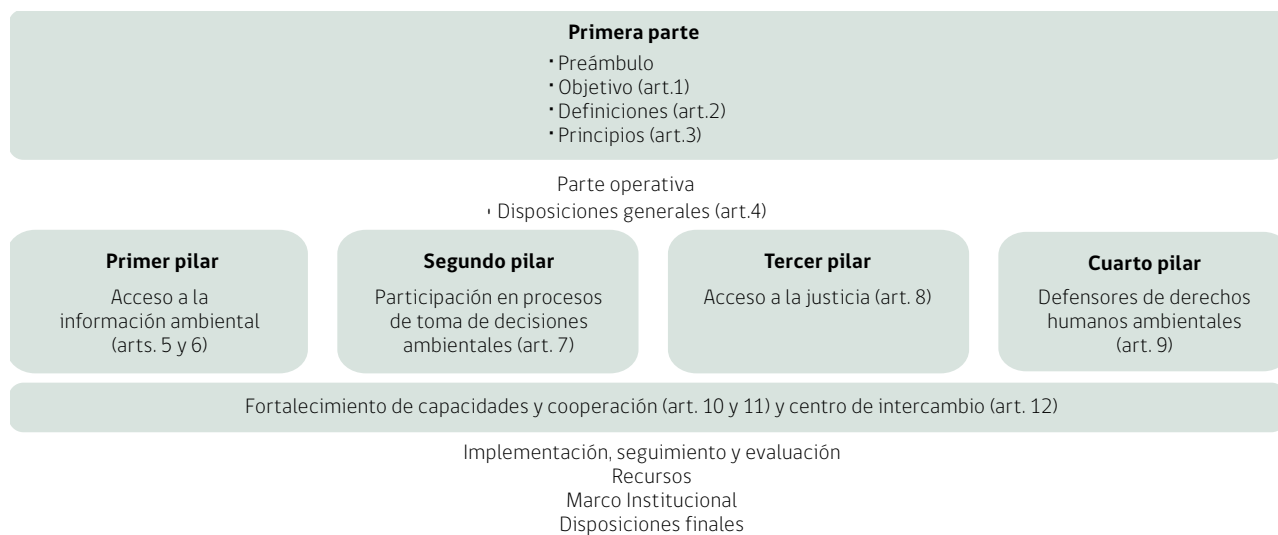 Primera parte
· Preámbulo
· Objetivo (art.1)
· Definiciones (art.2)
· Principios (art.3)
Parte operativa
· Disposiciones generales (art.4)
Primer pilar
Acceso a la
información ambiental
(arts. 5 y 6)
Segundo pilar
Participación en procesos
de toma de decisiones
ambientales (art. 7)
Tercer pilar
Acceso a la justicia (art. 8)
Cuarto pilar
Defensores de derechos
humanos ambientales
(art. 9)
Fortalecimiento de capacidades y cooperación (art. 10 y 11) y centro de intercambio (art. 12)
Implementación, seguimiento y evaluación
Recursos
Marco Institucional
Disposiciones finales